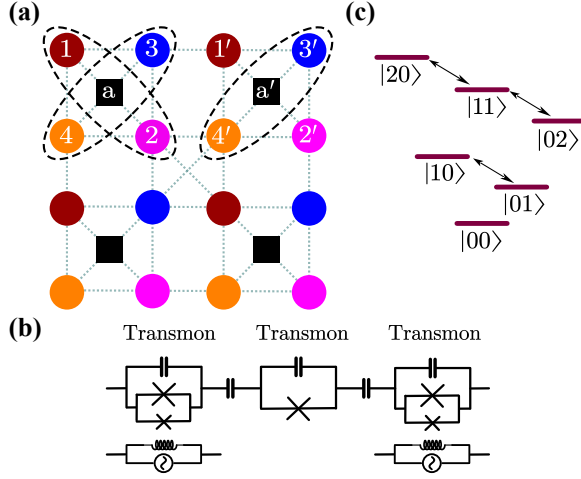 (a)
1 3 1′ 3′
a a′
4 2 4′ 2′
(c)
|20⟩
|11⟩
|02⟩
|10⟩
|01⟩
|00⟩
(b)
Transmon Transmon Transmon